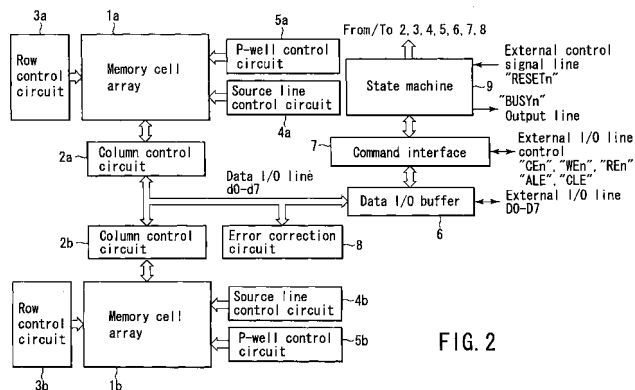 3a
1a
5a
From/To 2, 3, 4, 5, 6, 7, 8
Row
control
circuit
Memory cell
array
P-well control
circuit
Source line
control circuit
4a
State machine
9
External control
signal line
"RESETn"
"BUSYn"
Output line
2a
Column control
circuit
7
Command interface
External I/O line
control
"CEn", "WEn", "REn"
"ALE", "CLE"
Data I/O line
d0-d7
Data I/O buffer
6
External I/O line
D0-D7
2b
Column control
circuit
Error correction
circuit
8
Row
control
circuit
3b
Memory cell
array
1b
Source line
control circuit
4b
P-well control
circuit
5b
FIG. 2